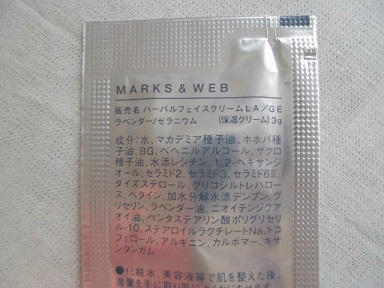 MARKS & WEB
販売名 ハーバルフェイスクリームLA/GE
ラベンダー/ゼラニウム (保湿クリーム)3g
成分:水、マカデミア種子油、ホホバ種
子油、BG、ベヘニルアルコール、ザクロ
種子油、水添レシチン、1,2-ヘキサンジ
オール、セラミド2、セラミド3、セラミド6Ⅱ、
ダイズステロール、グリコシルトレハロー
ス、ベタイン、加水分解水添デンプン、グ
リセリン、ラベンダー油、ニオイテンジクア
オイ油、ペンタステアリン酸ポリグリセリ
ル-10、ステアロイルラクチレートNa、トコ
フェロール、アルギニン、カルボマー、キサ
ンタンガム
●化粧水、美容液等で肌を整えた後、
適量を手に取り肌に